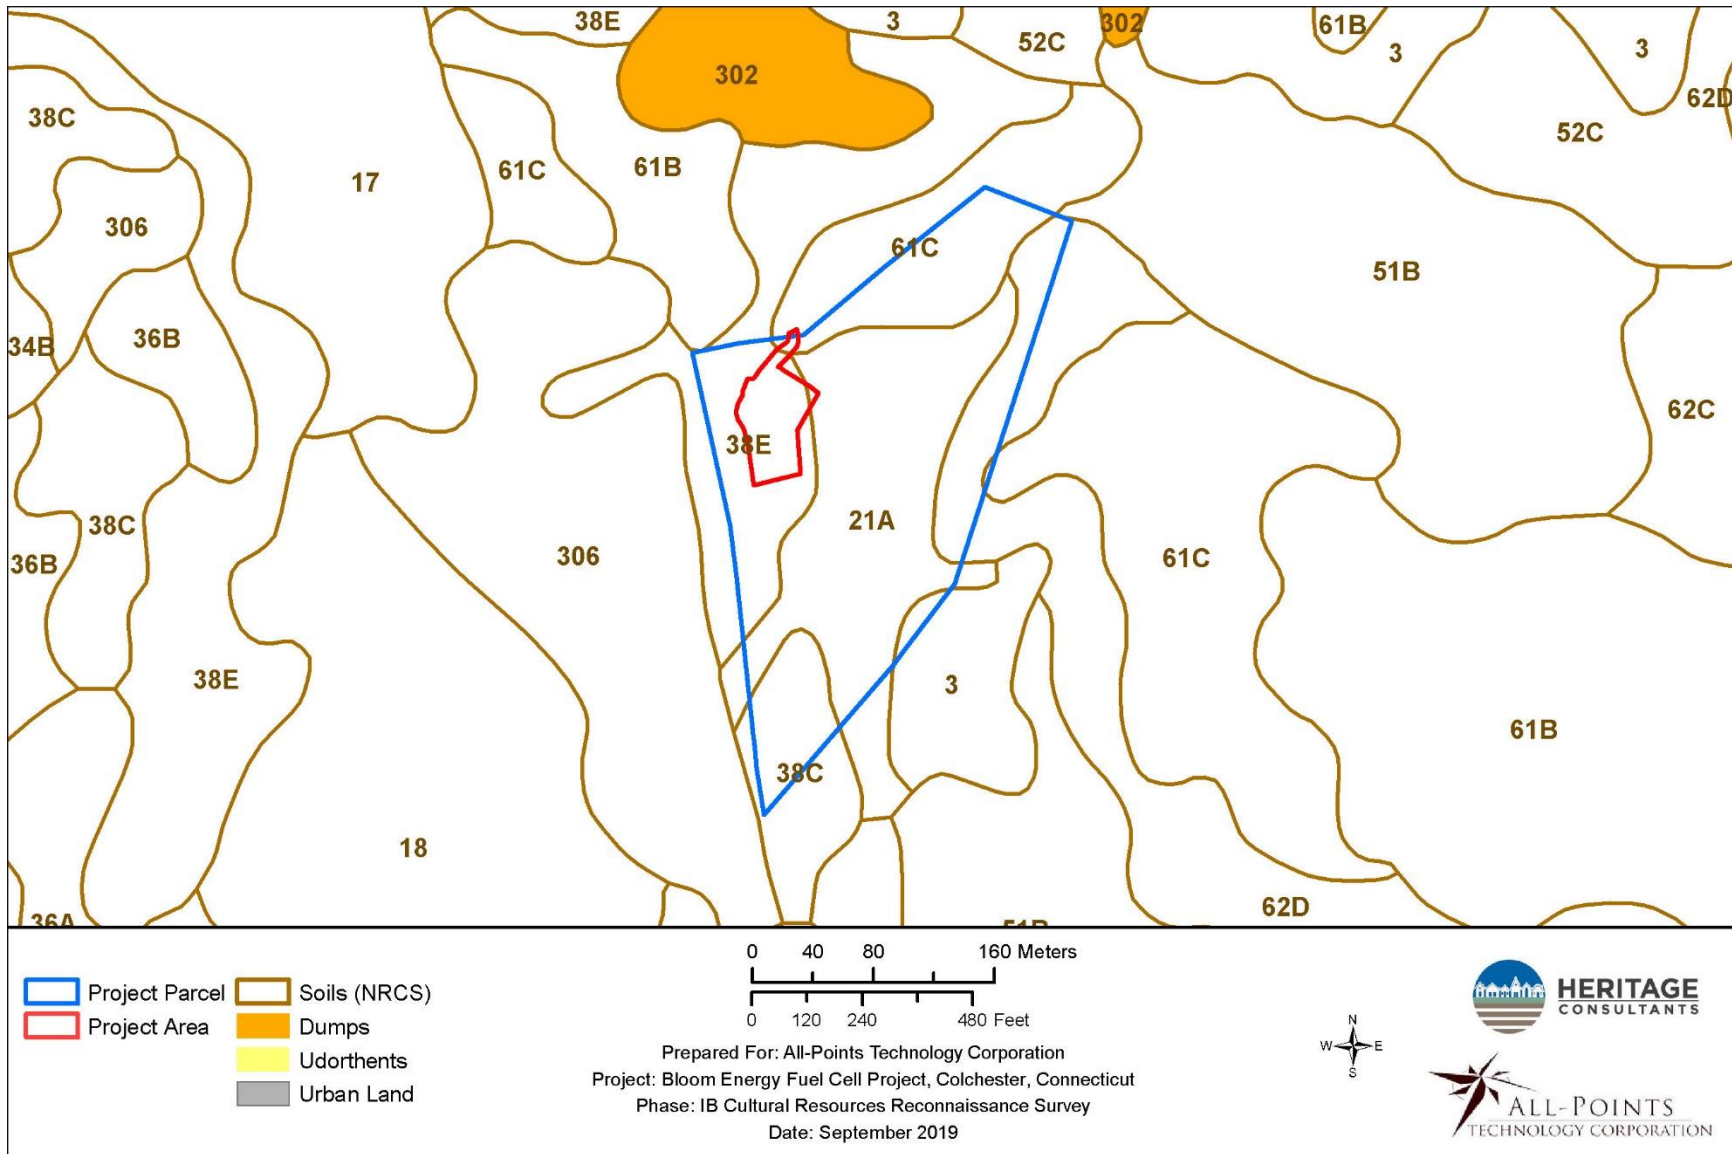 38E
3
302
61B
52C
3
3
302
62D
38C
52C
17
61C
61B
306
61C
51B
34B
36B
62C
38E
38C
21A
36B
306
61C
38E
3
61B
38C
18
62D
36A
51B
0 40 80 160 Meters
0 120 240 480 Feet
Project Parcel
Soils (NRCS)
Project Area
Dumps
Udorthents
Urban Land
Prepared For: All-Points Technology Corporation
Project: Bloom Energy Fuel Cell Project, Colchester, Connecticut
Phase: IB Cultural Resources Reconnaissance Survey
Date: September 2019
N
W E
S
HERITAGE
CONSULTANTS
ALL-POINTS
TECHNOLOGY CORPORATION